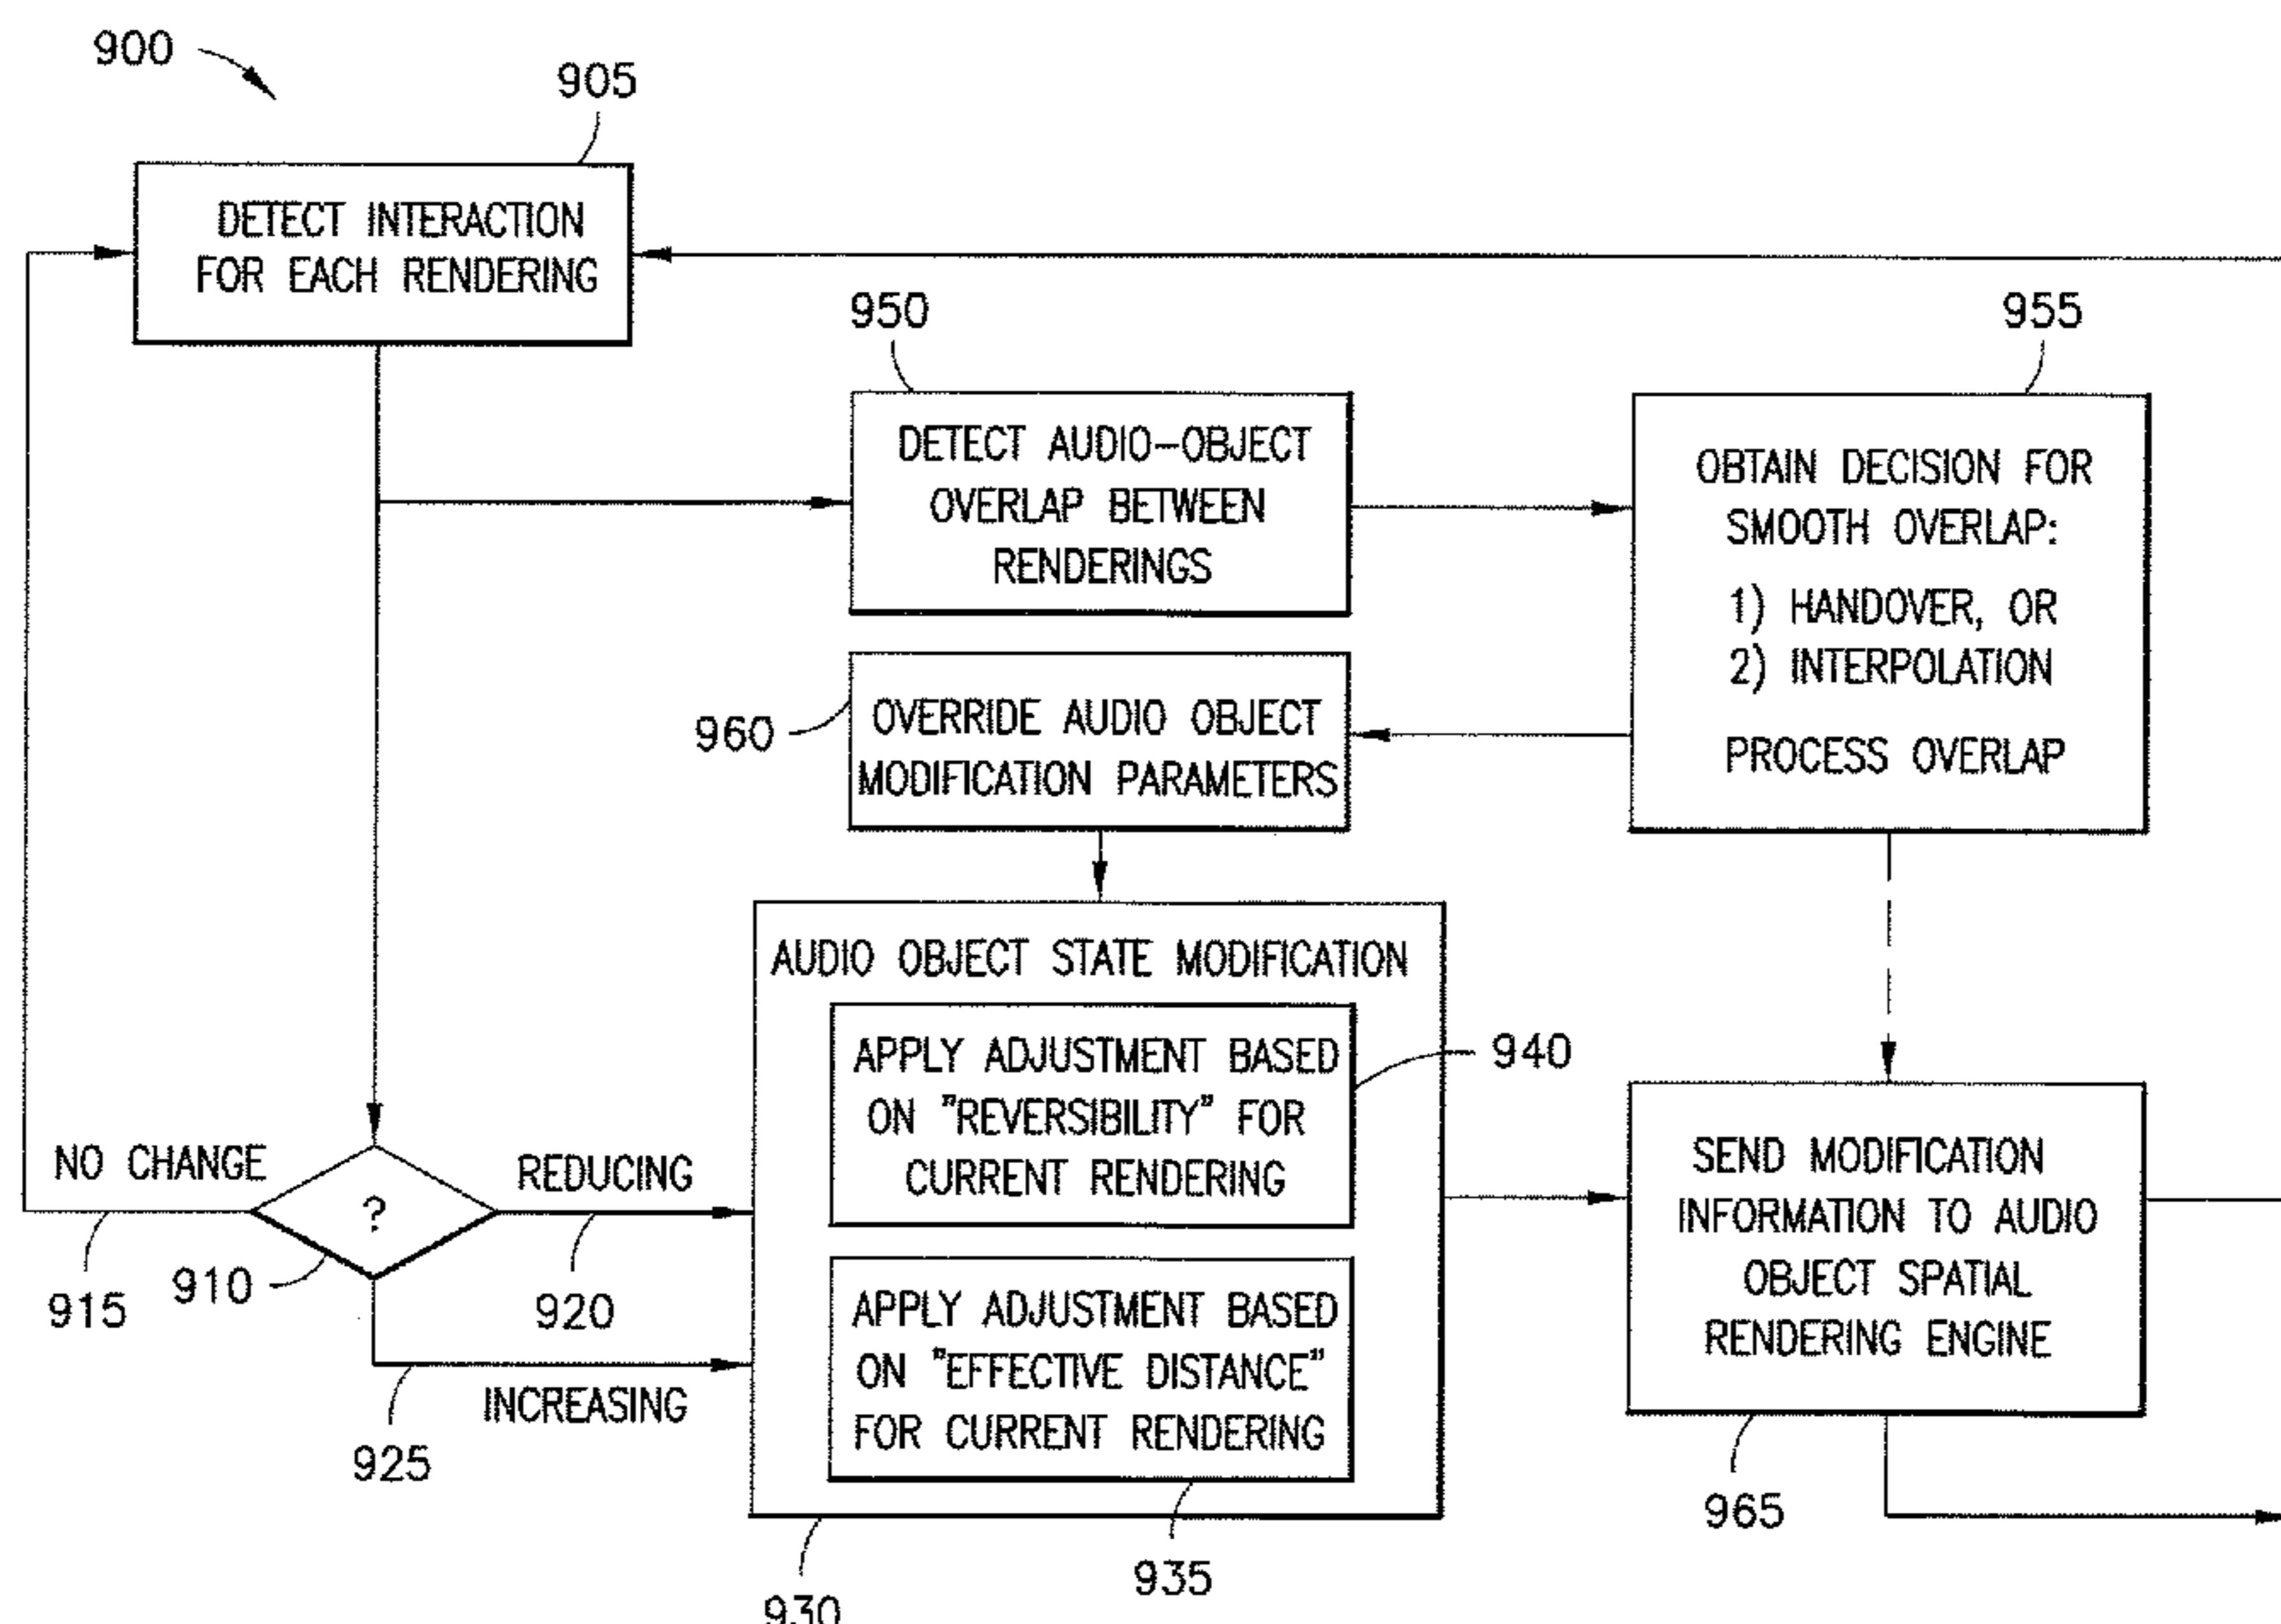 900
905
DETECT INTERACTION
FOR EACH RENDERING
950
955
DETECT AUDIO-OBJECT
OVERLAP BETWEEN
RENDERINGS
OBTAIN DECISION FOR
SMOOTH OVERLAP:
1) HANDOVER, OR
2) INTERPOLATION
PROCESS OVERLAP
960
OVERRIDE AUDIO OBJECT
MODIFICATION PARAMETERS
AUDIO OBJECT STATE MODIFICATION
APPLY ADJUSTMENT BASED
ON "REVERSIBILITY" FOR
CURRENT RENDERING
940
NO CHANGE
?
REDUCING
915
910
920
APPLY ADJUSTMENT BASED
ON "EFFECTIVE DISTANCE"
FOR CURRENT RENDERING
INCREASING
925
SEND MODIFICATION
INFORMATION TO AUDIO
OBJECT SPATIAL
RENDERING ENGINE
965
935
930